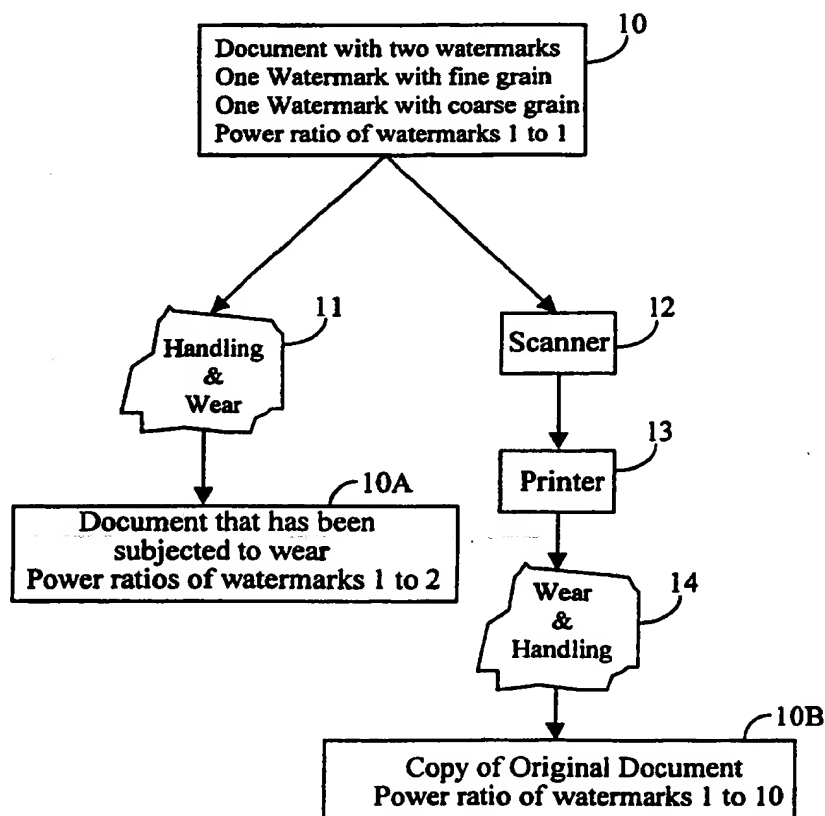 10
Document with two watermarks
One Watermark with fine grain
One Watermark with coarse grain
Power ratio of watermarks 1 to 1
11
Handling
&
Wear
12
Scanner
13
Printer
10A
Document that has been
subjected to wear
Power ratios of watermarks 1 to 2
14
Wear
&
Handling
10B
Copy of Original Document
Power ratio of watermarks 1 to 10